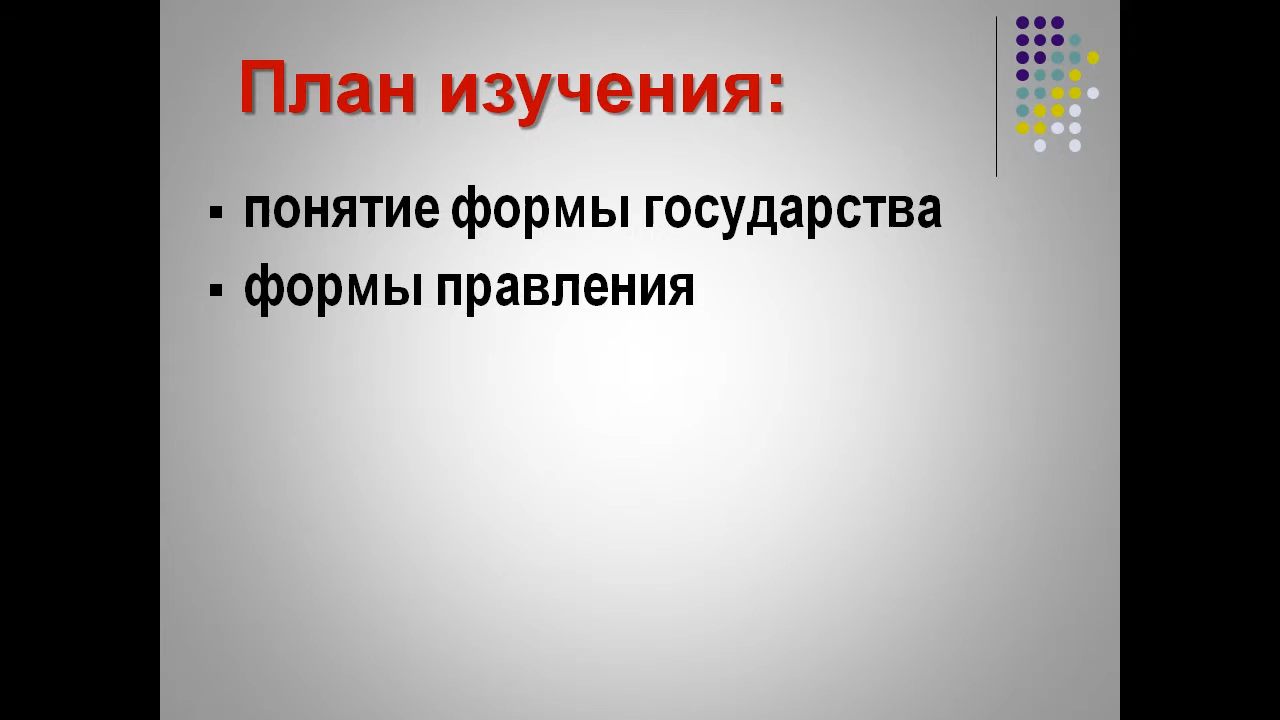 План изучения:
▪ понятие формы государства
▪ формы правления